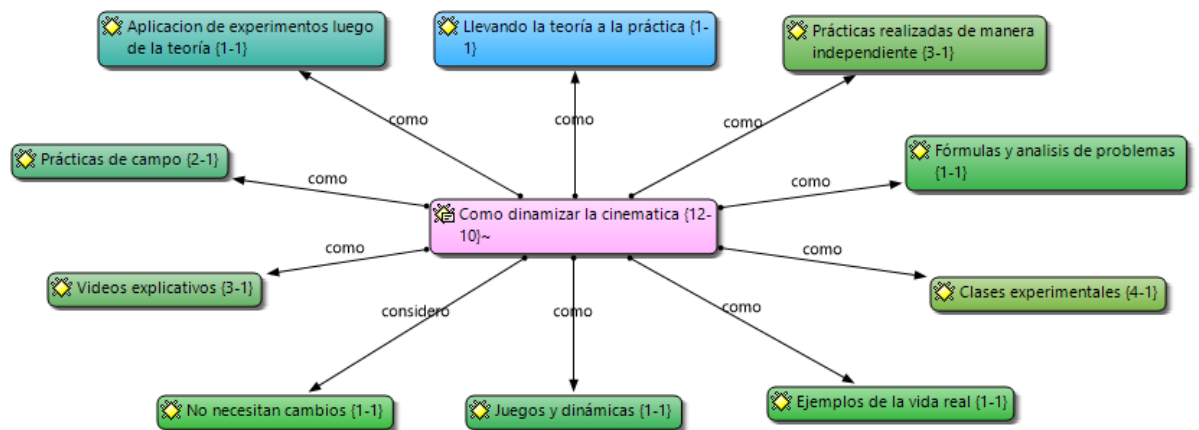 Aplicacion de experimentos luego
de la teoría {1-1}
Llevando la teoría a la práctica {1-
1}
Prácticas realizadas de manera
independiente {3-1}
como
como
como
Prácticas de campo {2-1}
Fórmulas y analisis de problemas
{1-1}
como
como
Como dinamizar la cinematica {12-
10}~
como
como
Videos explicativos {3-1}
Clases experimentales {4-1}
considero
como
como
No necesitan cambios {1-1}
Juegos y dinámicas {1-1}
Ejemplos de la vida real {1-1}